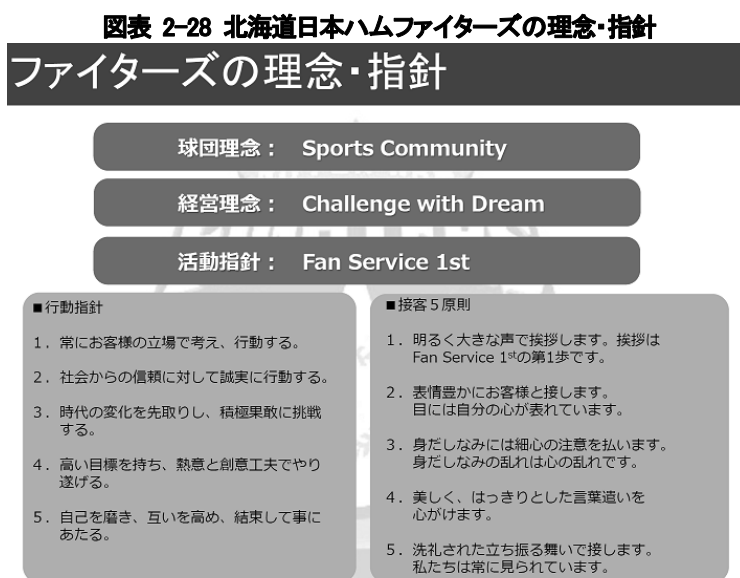 図表 2-28 北海道日本ハムファイターズの理念・指針
ファイターズの理念・指針
球団理念： Sports Community
経営理念： Challenge with Dream
活動指針： Fan Service 1st
■行動指針
1．常にお客様の立場で考え、行動する。
2．社会からの信頼に対して誠実に行動する。
3．時代の変化を先取りし、積極果敢に挑戦
する。
4．高い目標を持ち、熱意と創意工夫でやり
遂げる。
5．自己を磨き、互いを高め、結束して事に
あたる。
■接客５原則
1．明るく大きな声で挨拶します。挨拶は
Fan Service 1stの第1歩です。
2．表情豊かにお客様と接します。
目には自分の心が表れています。
3．身だしなみには細心の注意を払います。
身だしなみの乱れは心の乱れです。
4．美しく、はっきりとした言葉遣いを
心がけます。
5．洗礼された立ち振る舞いで接します。
私たちは常に見られています。